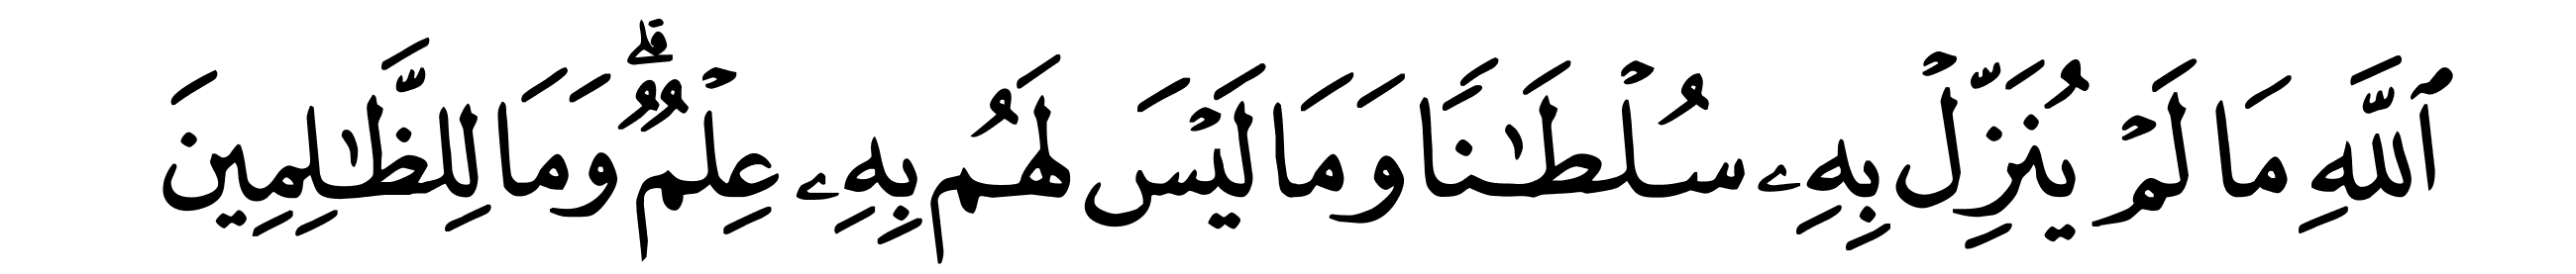 ٱللَّهِ مَا لَمۡ يُنَزِّلۡ بِهِۦ سُلۡطَٰنٗا وَمَا لَيۡسَ لَهُم بِهِۦ عِلۡمٞۗ وَمَا لِلظَّٰلِمِينَ